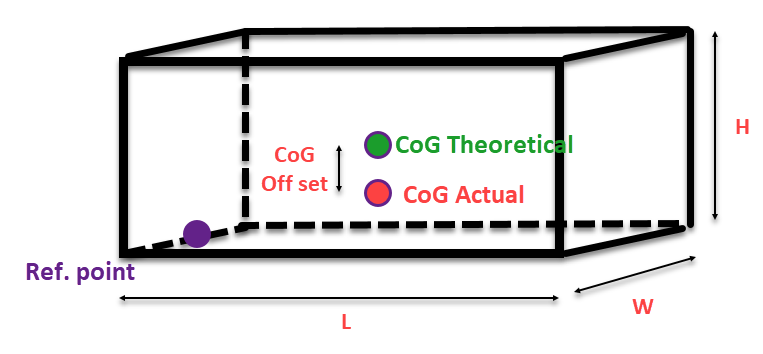 H
CoG Theoretical
CoG
Off set
CoG Actual
Ref. point
W
L